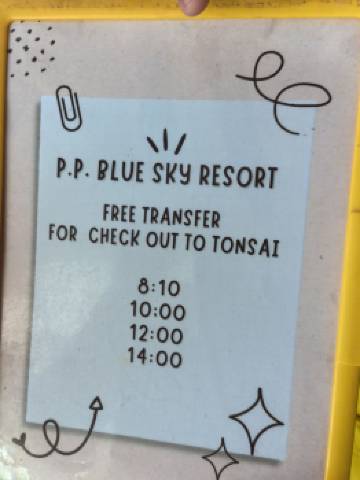 P.P. BLUE SKY RESORT
FREE TRANSFER
FOR CHECK OUT TO TONSAI
8:10
10:00
12:00
14:00